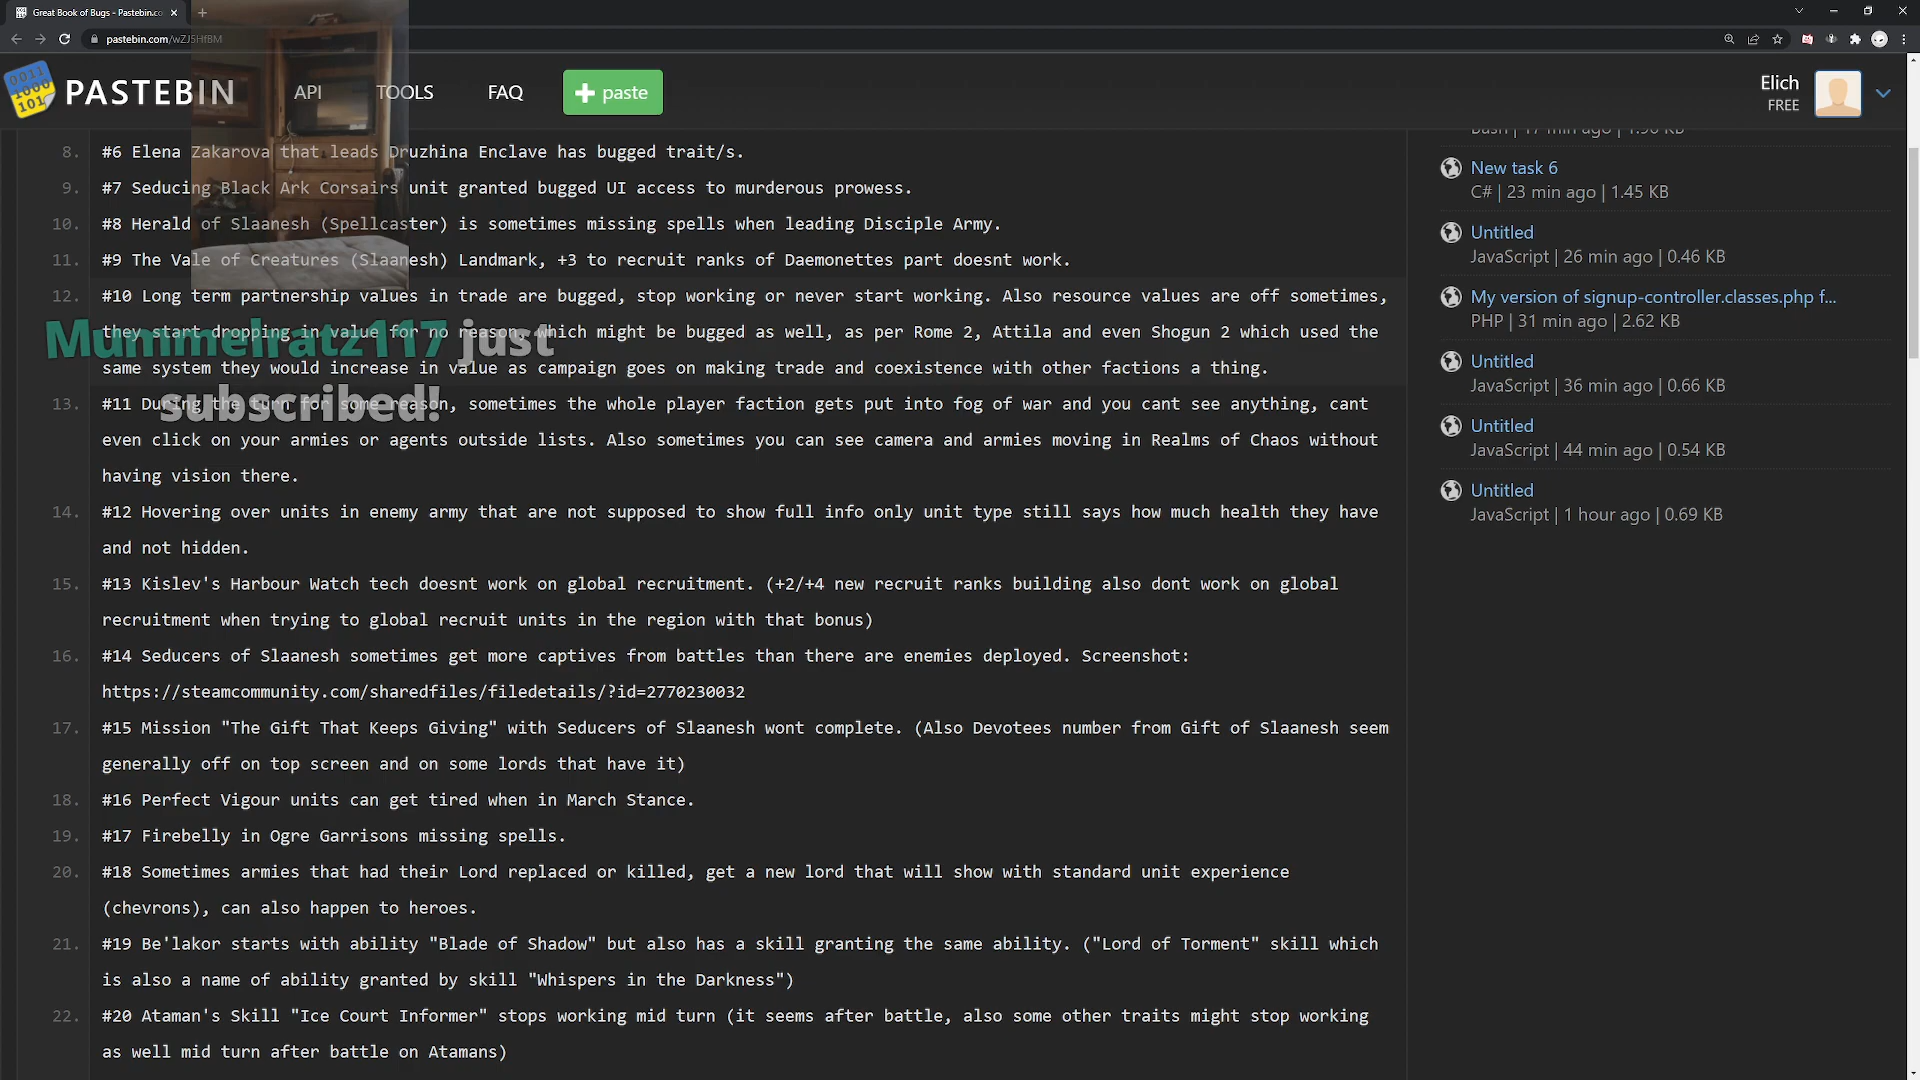 Great Book of Bugs - Pastebin.co
pastebin.com/wZJ5HfBM
PASTEBIN
API
TOOLS
FAQ
paste
Elich
FREE
8. #6 Elena Zakarova that leads Druzhina Enclave has bugged trait/s.
9. #7 Seducing Black Ark Corsairs unit granted bugged UI access to murderous prowess.
10. #8 Herald of Slaanesh (Spellcaster) is sometimes missing spells when leading Disciple Army.
11. #9 The Vale of Creatures (Slaanesh) Landmark, +3 to recruit ranks of Daemonettes part doesnt work.
12. #10 Long term partnership values in trade are bugged, stop working or never start working. Also resource values are off sometimes,
they start dropping in value for no reason, which might be bugged as well, as per Rome 2, Attila and even Shogun 2 which used the
same system they would increase in value as campaign goes on making trade and coexistence with other factions a thing.
Mummelratz117 just
subscribed!
13. #11 During the turn for some reason, sometimes the whole player faction gets put into fog of war and you cant see anything, cant
even click on your armies or agents outside lists. Also sometimes you can see camera and armies moving in Realms of Chaos without
having vision there.
14. #12 Hovering over units in enemy army that are not supposed to show full info only unit type still says how much health they have
and not hidden.
15. #13 Kislev's Harbour Watch tech doesnt work on global recruitment. (+2/+4 new recruit ranks building also dont work on global
recruitment when trying to global recruit units in the region with that bonus)
16. #14 Seducers of Slaanesh sometimes get more captives from battles than there are enemies deployed. Screenshot:
https://steamcommunity.com/sharedfiles/filedetails/?id=2770230032
17. #15 Mission "The Gift That Keeps Giving" with Seducers of Slaanesh wont complete. (Also Devotees number from Gift of Slaanesh seem
generally off on top screen and on some lords that have it)
18. #16 Perfect Vigour units can get tired when in March Stance.
19. #17 Firebelly in Ogre Garrisons missing spells.
20. #18 Sometimes armies that had their Lord replaced or killed, get a new lord that will show with standard unit experience
(chevrons), can also happen to heroes.
21. #19 Be'lakor starts with ability "Blade of Shadow" but also has a skill granting the same ability. ("Lord of Torment" skill which
is also a name of ability granted by skill "Whispers in the Darkness")
22. #20 Ataman's Skill "Ice Court Informer" stops working mid turn (it seems after battle, also some other traits might stop working
as well mid turn after battle on Atamans)
Bash | 17 min ago | 1.90 KB
New task 6
C# | 23 min ago | 1.45 KB
Untitled
JavaScript | 26 min ago | 0.46 KB
My version of signup-controller.classes.php f...
PHP | 31 min ago | 2.62 KB
Untitled
JavaScript | 36 min ago | 0.66 KB
Untitled
JavaScript | 44 min ago | 0.54 KB
Untitled
JavaScript | 1 hour ago | 0.69 KB